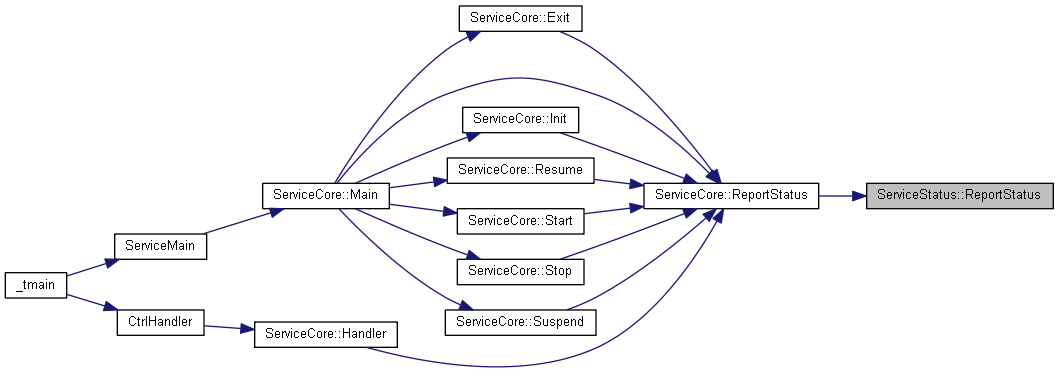 ServiceCore::Exit
ServiceCore::Init
ServiceCore::Resume
ServiceCore::Main
ServiceCore::ReportStatus
ServiceStatus::ReportStatus
ServiceCore::Start
ServiceMain
ServiceCore::Stop
_tmain
CtrlHandler
ServiceCore::Suspend
ServiceCore::Handler